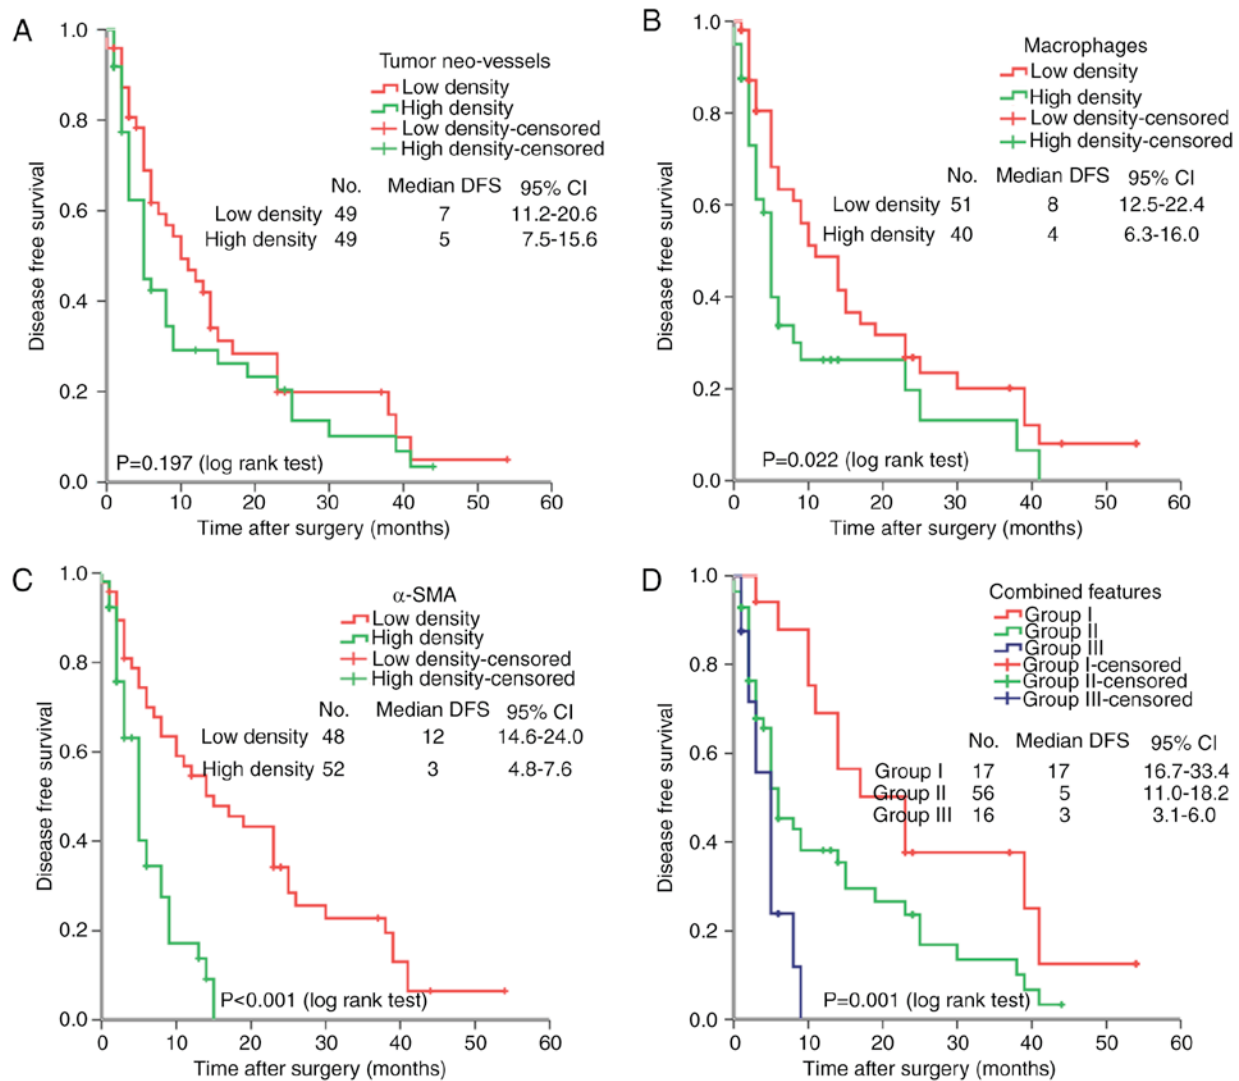 A
Tumor neo-vessels
Low density
High density
Low density-censored
High density-censored
No. Median DFS 95% CI
Low density 49 7 11.2-20.6
High density 49 5 7.5-15.6
P=0.197 (log rank test)
Disease free survival
1.0
0.8
0.6
0.4
0.2
0.0
0 10 20 30 40 50 60
Time after surgery (months)
B
Macrophages
Low density
High density
Low density-censored
High density-censored
No. Median DFS 95% CI
Low density 51 8 12.5-22.4
High density 40 4 6.3-16.0
P=0.022 (log rank test)
Disease free survival
1.0
0.8
0.6
0.4
0.2
0.0
0 10 20 30 40 50 60
Time after surgery (months)
C
α-SMA
Low density
High density
Low density-censored
High density-censored
No. Median DFS 95% CI
Low density 48 12 14.6-24.0
High density 52 3 4.8-7.6
P<0.001 (log rank test)
Disease free survival
1.0
0.8
0.6
0.4
0.2
0.0
0 10 20 30 40 50 60
Time after surgery (months)
D
Combined features
Group I
Group II
Group III
Group I-censored
Group II-censored
Group III-censored
No. Median DFS 95% CI
Group I 17 17 16.7-33.4
Group II 56 5 11.0-18.2
Group III 16 3 3.1-6.0
P=0.001 (log rank test)
Disease free survival
1.0
0.8
0.6
0.4
0.2
0.0
0 10 20 30 40 50 60
Time after surgery (months)